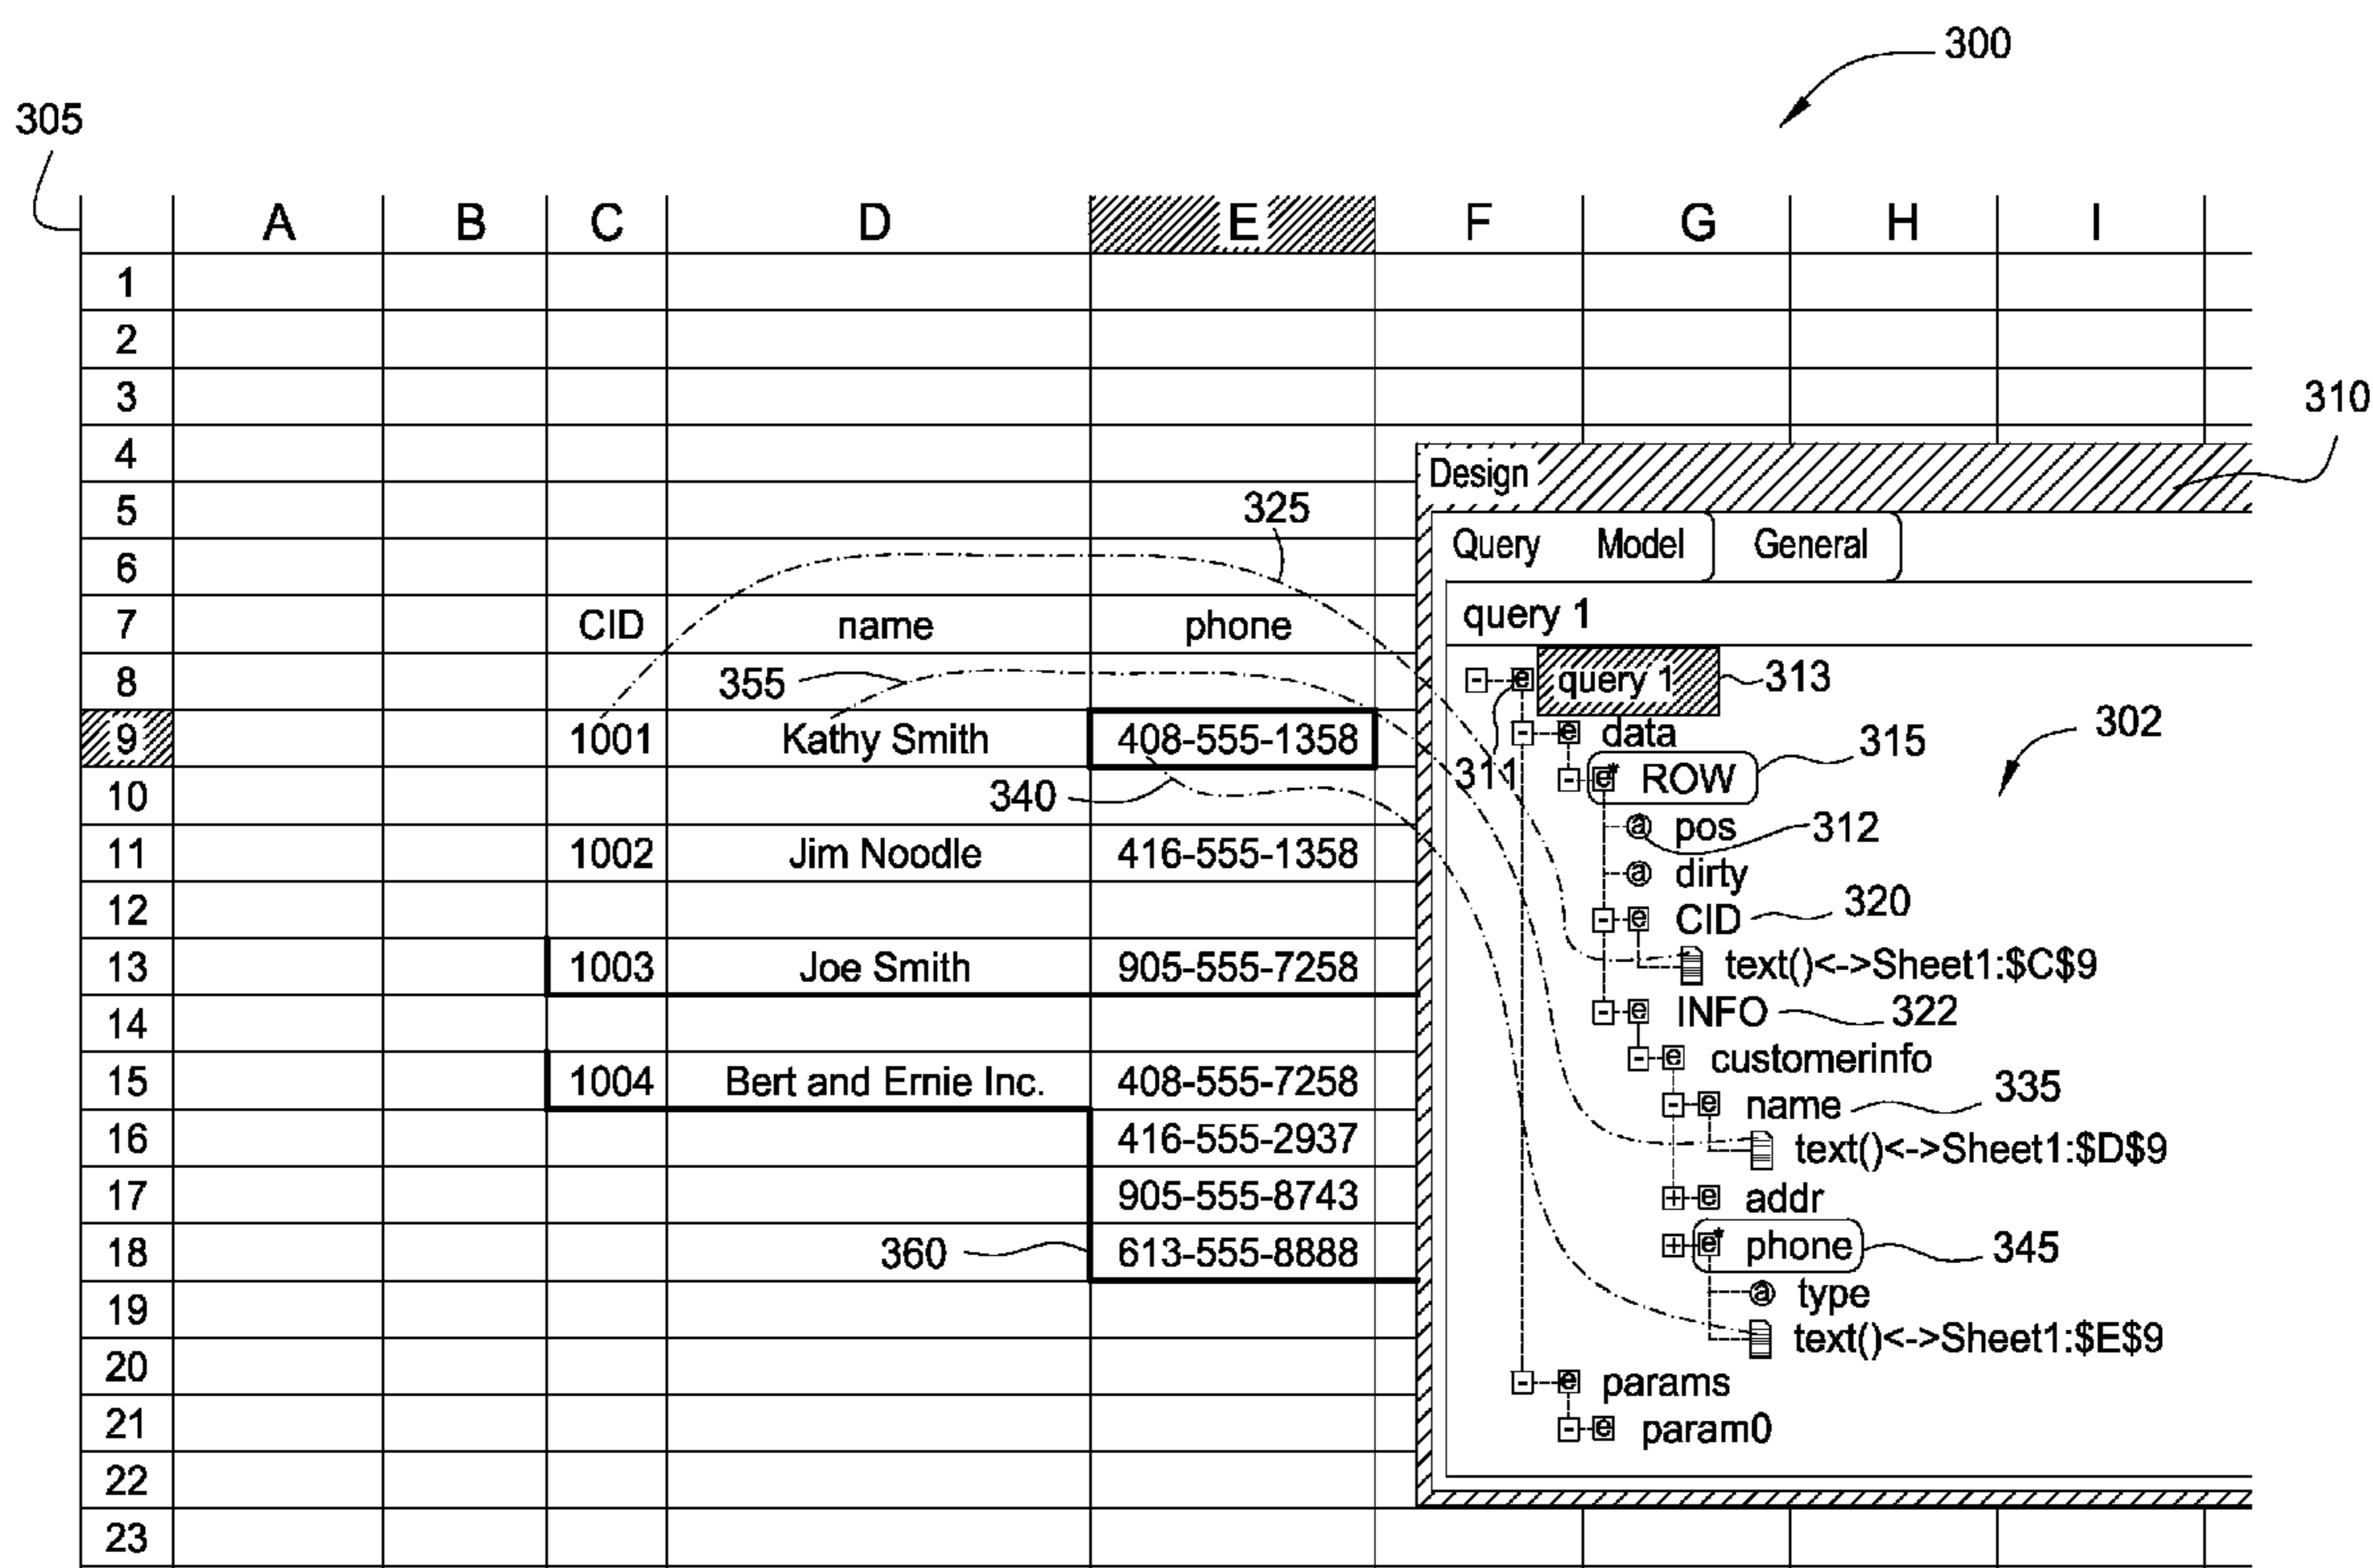 300
305
A B C D E F G H I
1
2
3
310
4
Design
5
325
6
Query Model General
7 CID name phone
query 1
8
355
query 1
313
9 1001 Kathy Smith 408-555-1358
data
302
315
311
ROW
10
340
pos
312
11 1002 Jim Noodle 416-555-1358
dirty
12
CID
320
13 1003 Joe Smith 905-555-7258
text()<->Sheet1:$C$9
14
INFO
322
customerinfo
15 1004 Bert and Ernie Inc. 408-555-7258
name
335
16 416-555-2937
text()<->Sheet1:$D$9
17 905-555-8743
addr
18
360
613-555-8888
phone
345
type
19
text()<->Sheet1:$E$9
20
params
21
param0
22
23